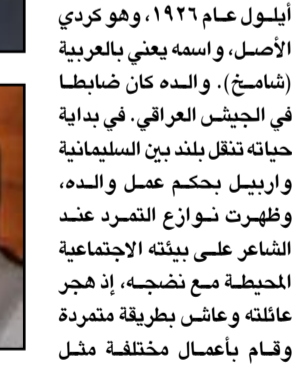 أيلول عام ١٩٢٦، وهو كردي
الأصل، واسمه يعني بالعربية
(شامخ). والده كان ضابطا
في الجيش العراقي. في بداية
حياته تنقل بلند بين السليمانية
واربيل بحكم عمل والده،
وظهرت نوازع التمرد عند
الشاعر على بيئته الاجتماعية
المحيطة مع نضجه، إذ هجر
عائلته وعاش بطريقة متمردة
وقام بأعمال مختلفة مثل